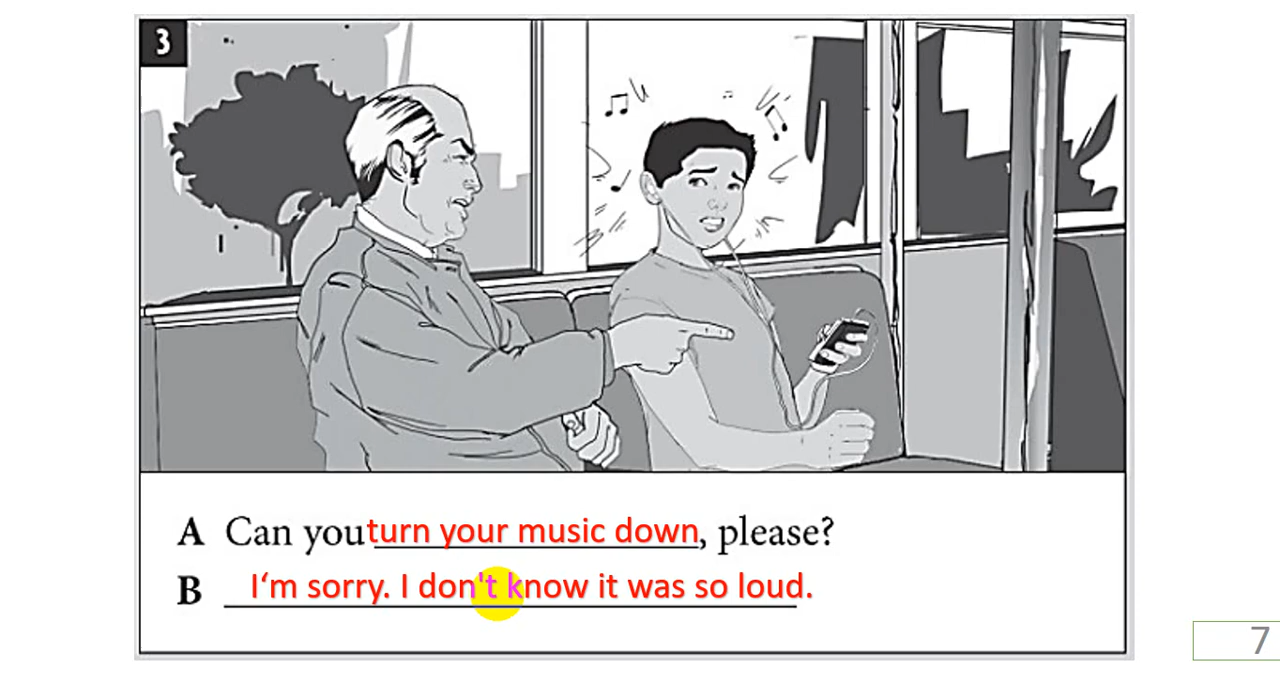 3
A Can you turn your music down, please?
B I‘m sorry. I don't know it was so loud.
7